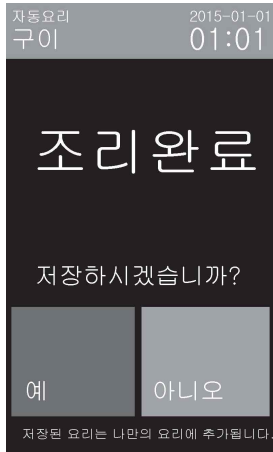 자동요리 2015-01-01
구이 01:01
조리완료
저장하시겠습니까?
예 아니오
저장된 요리는 나만의 요리에 추가됩니다.